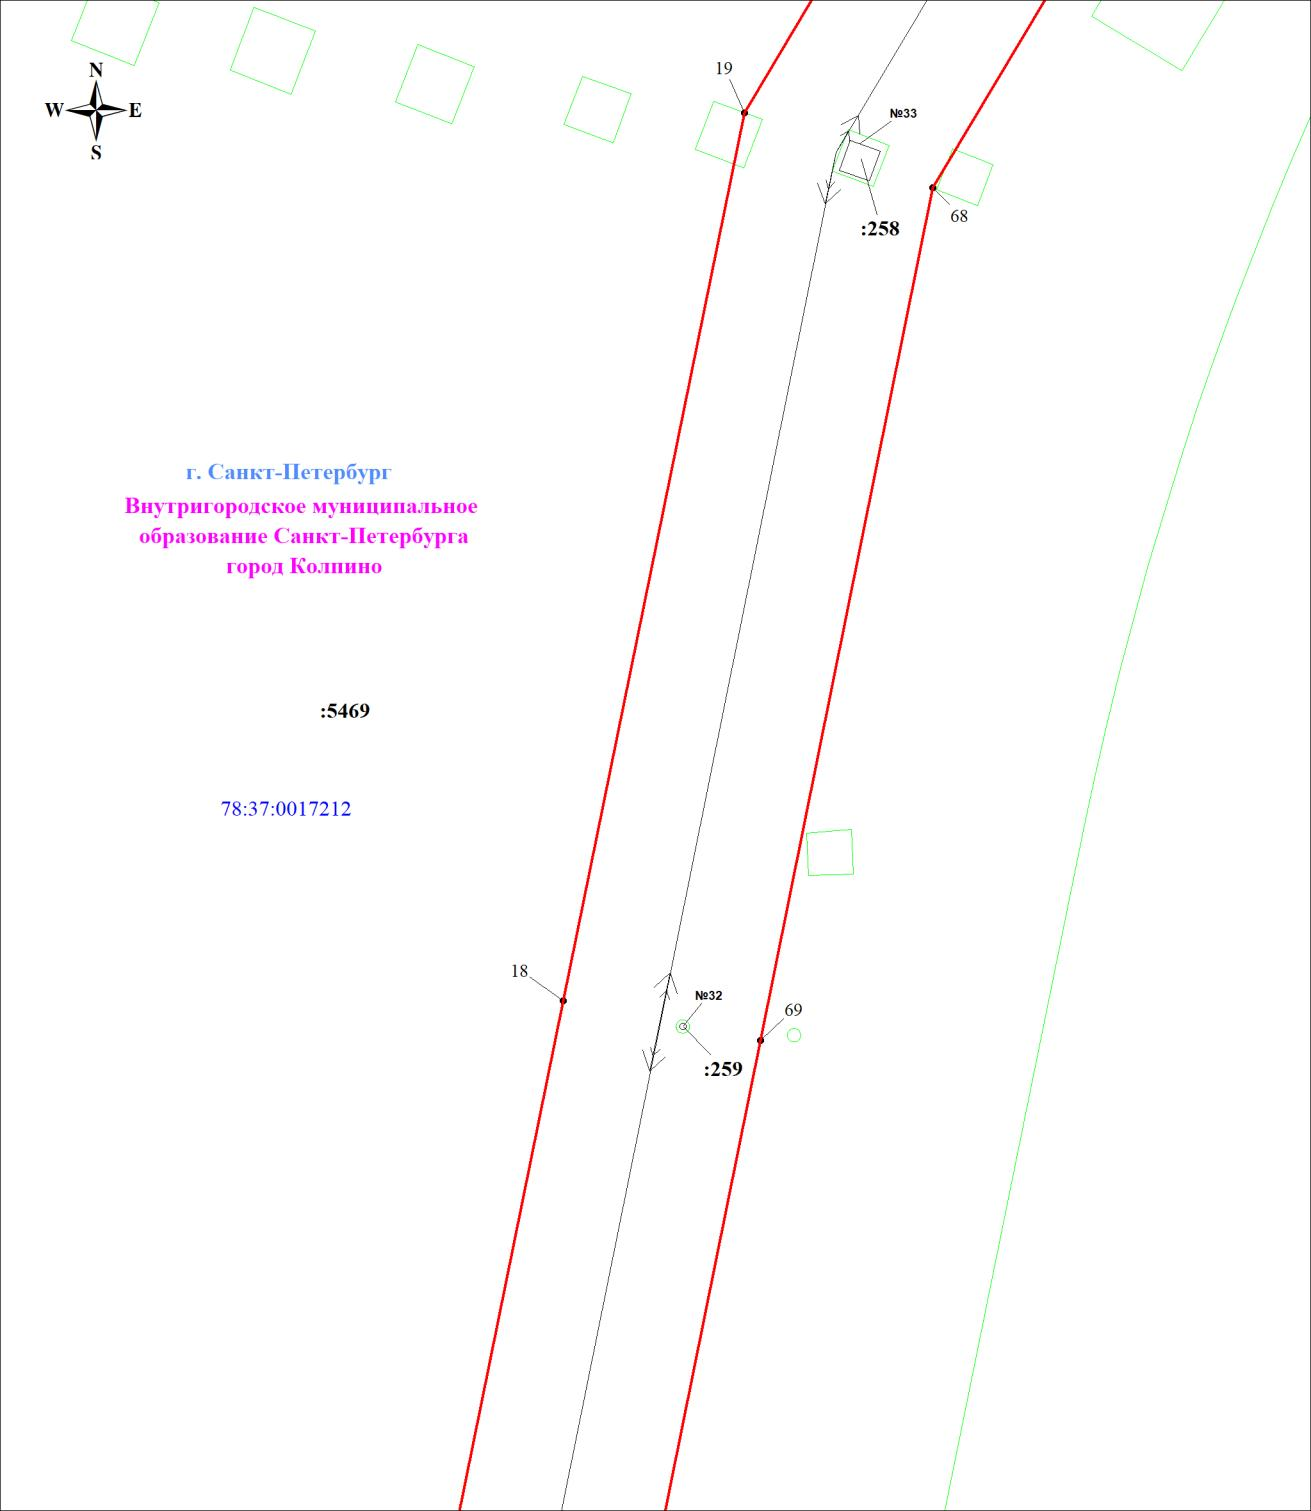 N
W E
S
19
№33
68
:258
г. Санкт-Петербург
Внутригородское муниципальное
образование Санкт-Петербурга
город Колпино
:5469
78:37:0017212
18
№32
69
:259